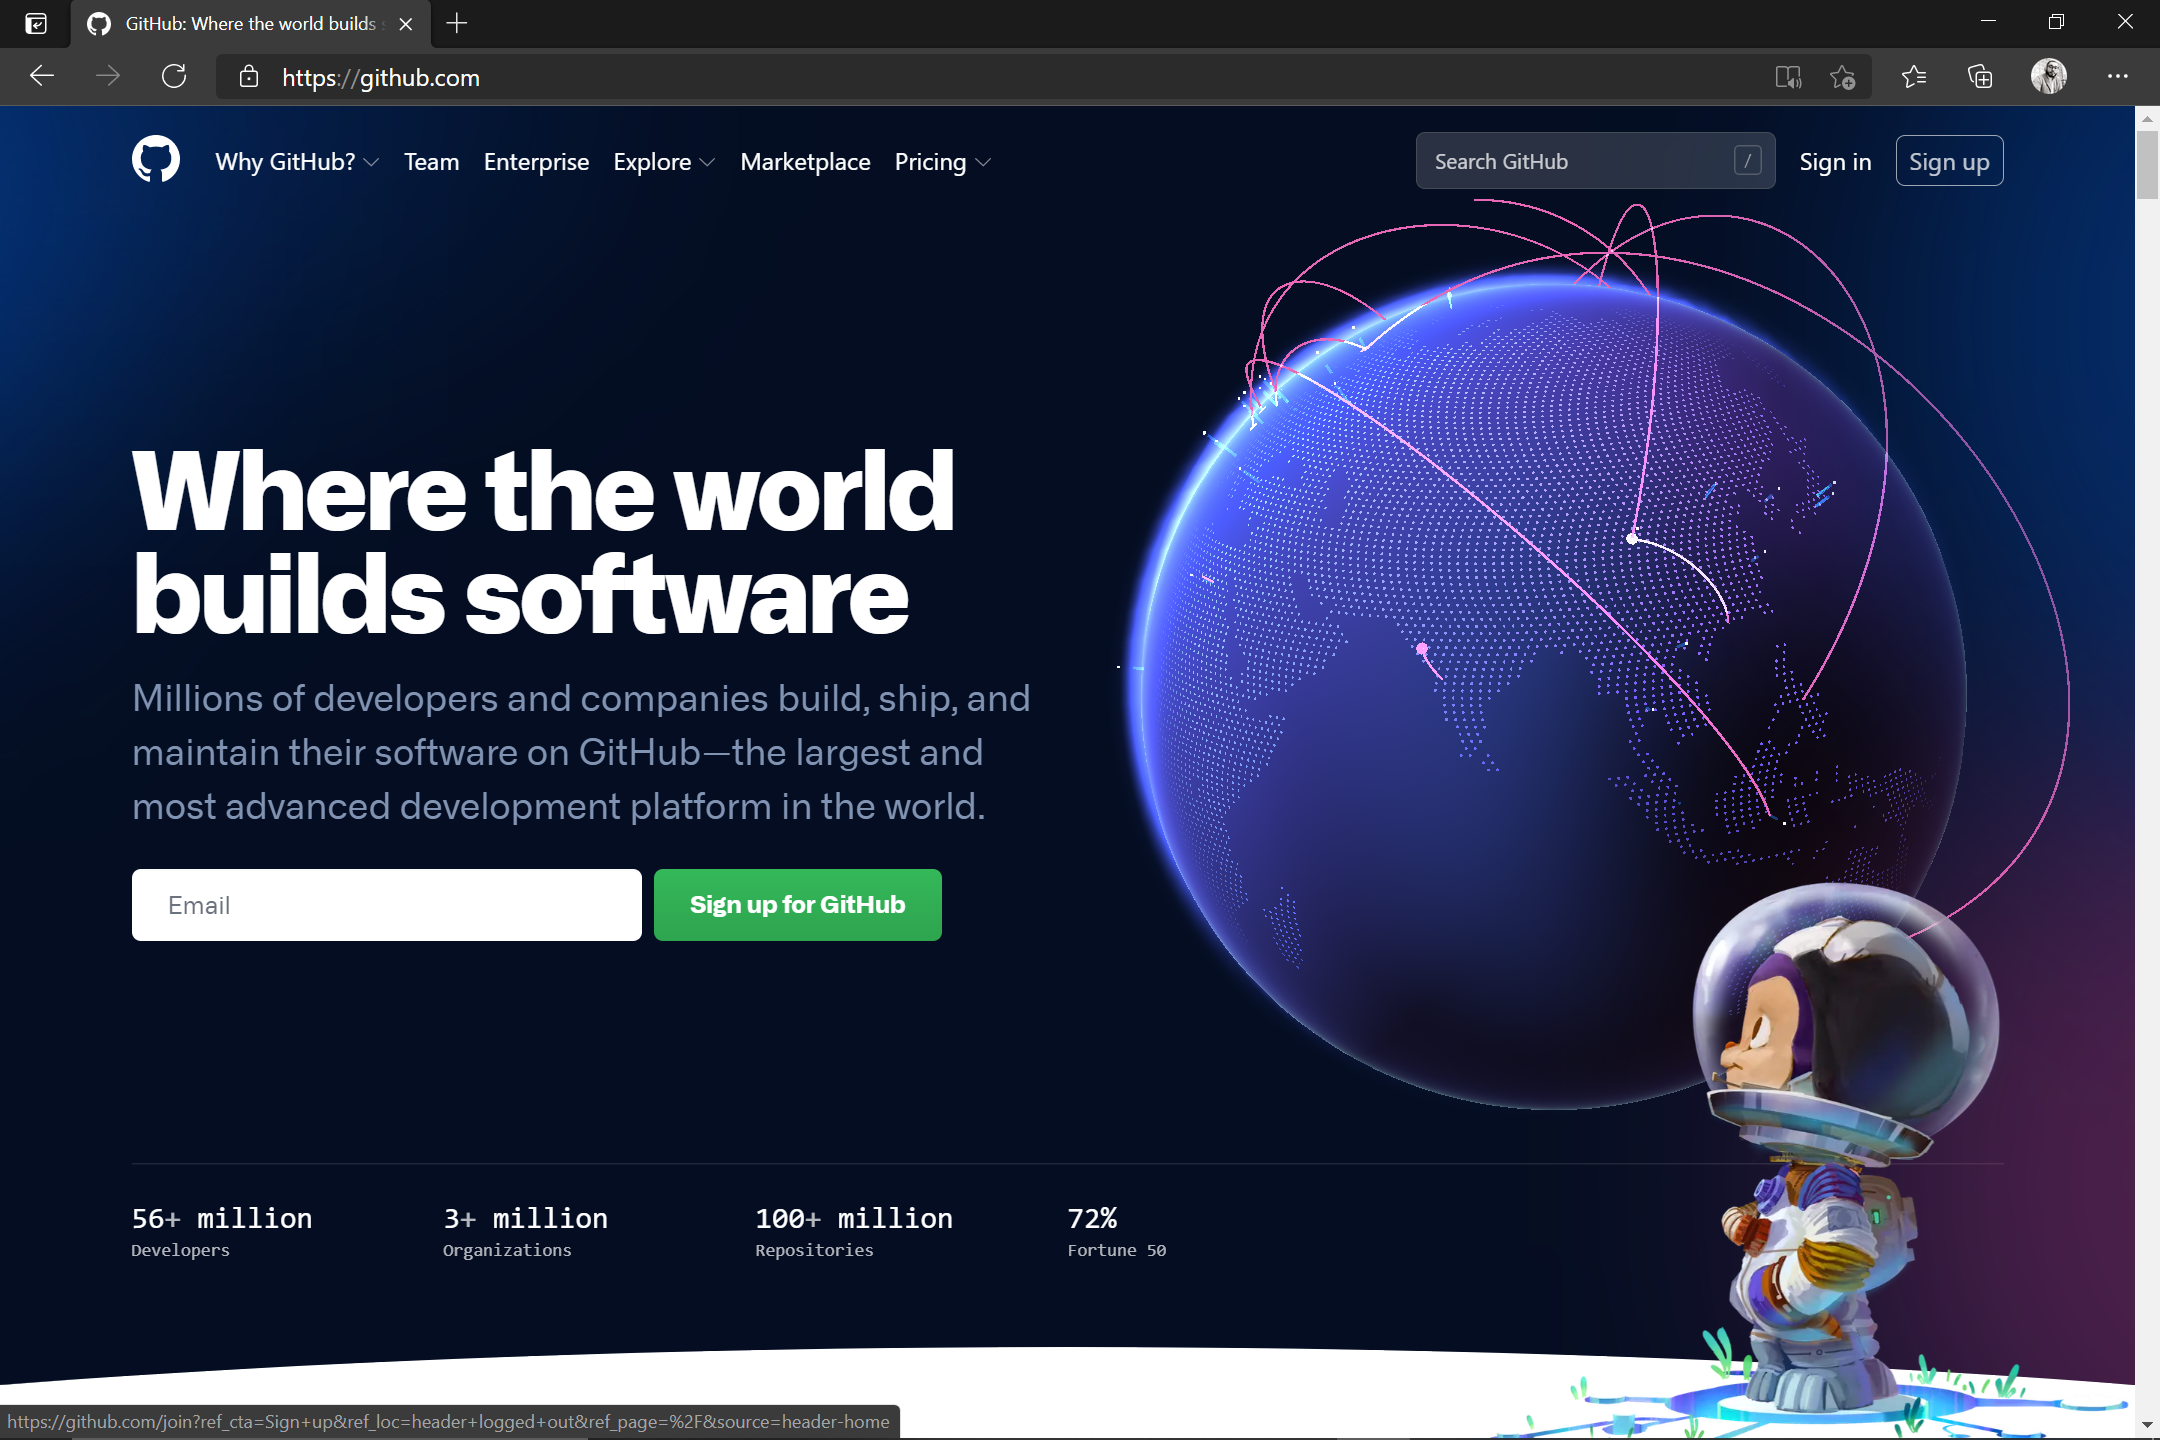 GitHub: Where the world builds
https://github.com
Why GitHub? Team Enterprise Explore Marketplace Pricing
Search GitHub /
Sign in
Sign up
Where the world
builds software
Millions of developers and companies build, ship, and
maintain their software on GitHub—the largest and
most advanced development platform in the world.
Email
Sign up for GitHub
56+ million
Developers
3+ million
Organizations
100+ million
Repositories
72%
Fortune 50
https://github.com/join?ref_cta=Sign+up&ref_loc=header+logged+out&ref_page=%2F&source=header-home